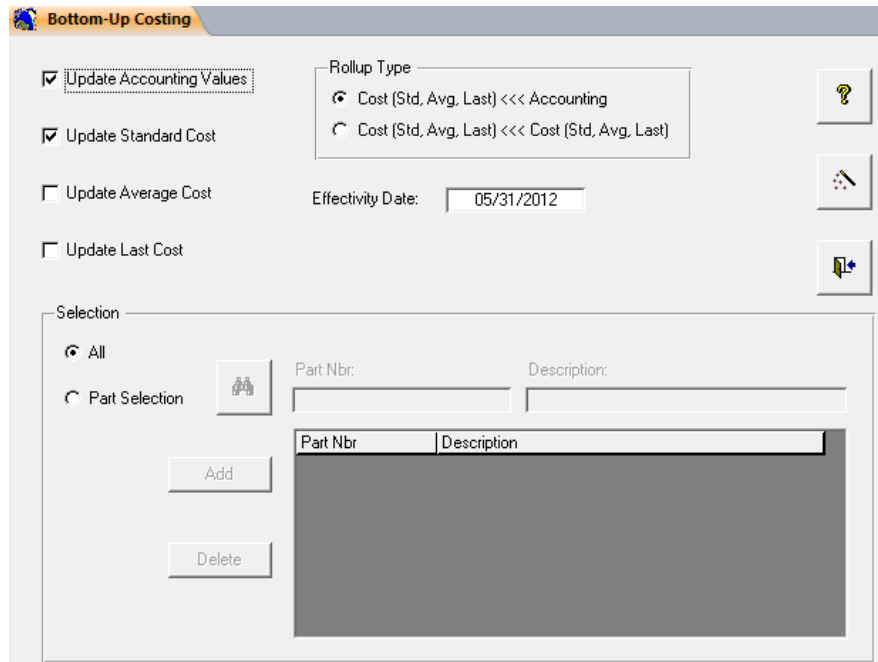 Bottom-Up Costing
Update Accounting Values
Update Standard Cost
Update Average Cost
Update Last Cost
Rollup Type
Cost (Std, Avg, Last) <<< Accounting
Cost (Std, Avg, Last) <<< Cost (Std, Avg, Last)
Effectivity Date: 05/31/2012
?
Selection
All
Part Selection
Part Nbr: Description:
Part Nbr Description
Add
Delete